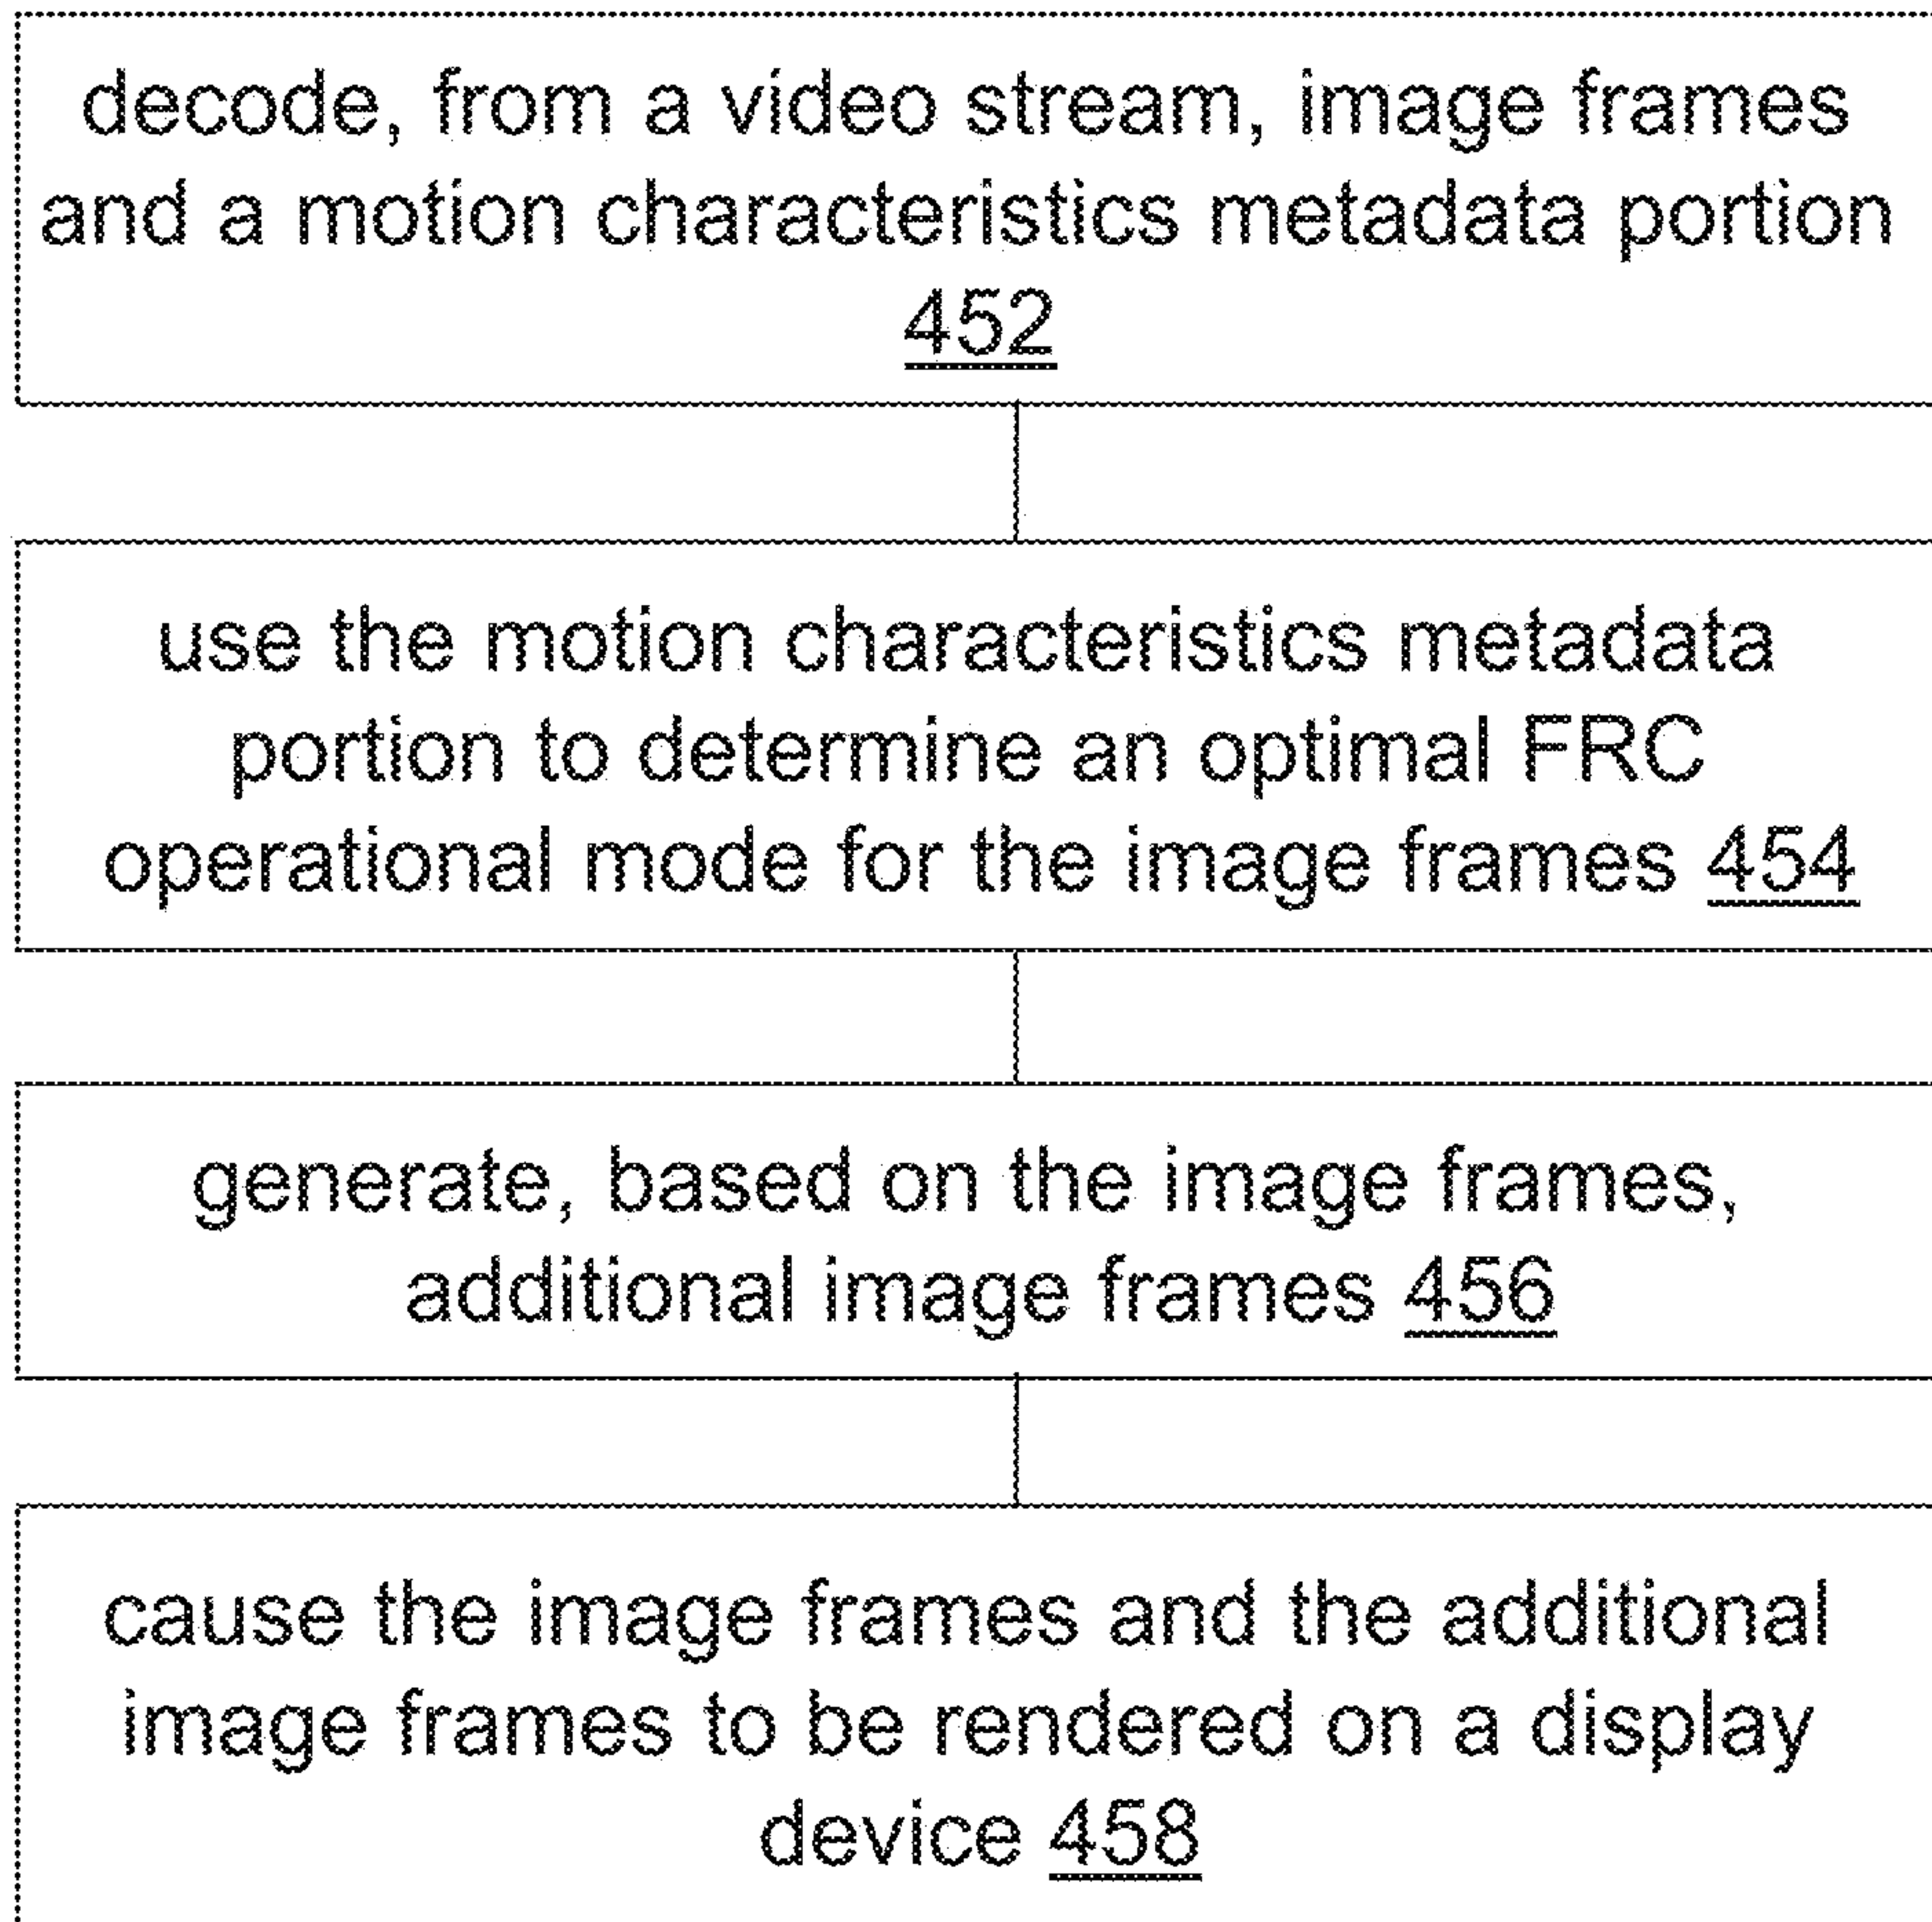 decode, from a video stream, image frames
and a motion characteristics metadata portion
452
use the motion characteristics metadata
portion to determine an optimal FRC
operational mode for the image frames 454
generate, based on the image frames,
additional image frames 456
cause the image frames and the additional
image frames to be rendered on a display
device 458